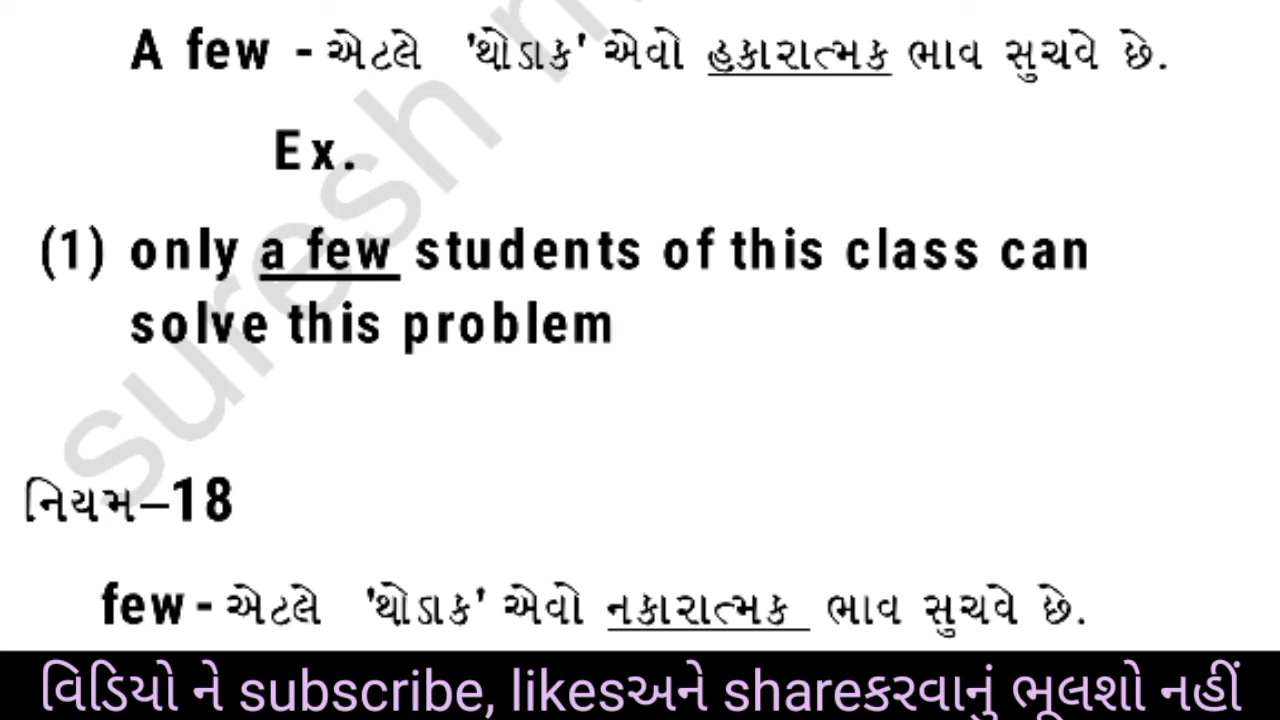 A few - એટલે 'થોડાક' એવો હકારાત્મક ભાવ સુચવે છે.
Ex.
(1) only a few students of this class can
solve this problem
નિયમ–18
few - એટલે 'થોડાક' એવો નકારાત્મક ભાવ સુચવે છે.
વિડિયો ને subscribe, likesઅને shareકરવાનું ભૂલશો નહીં
suresh m